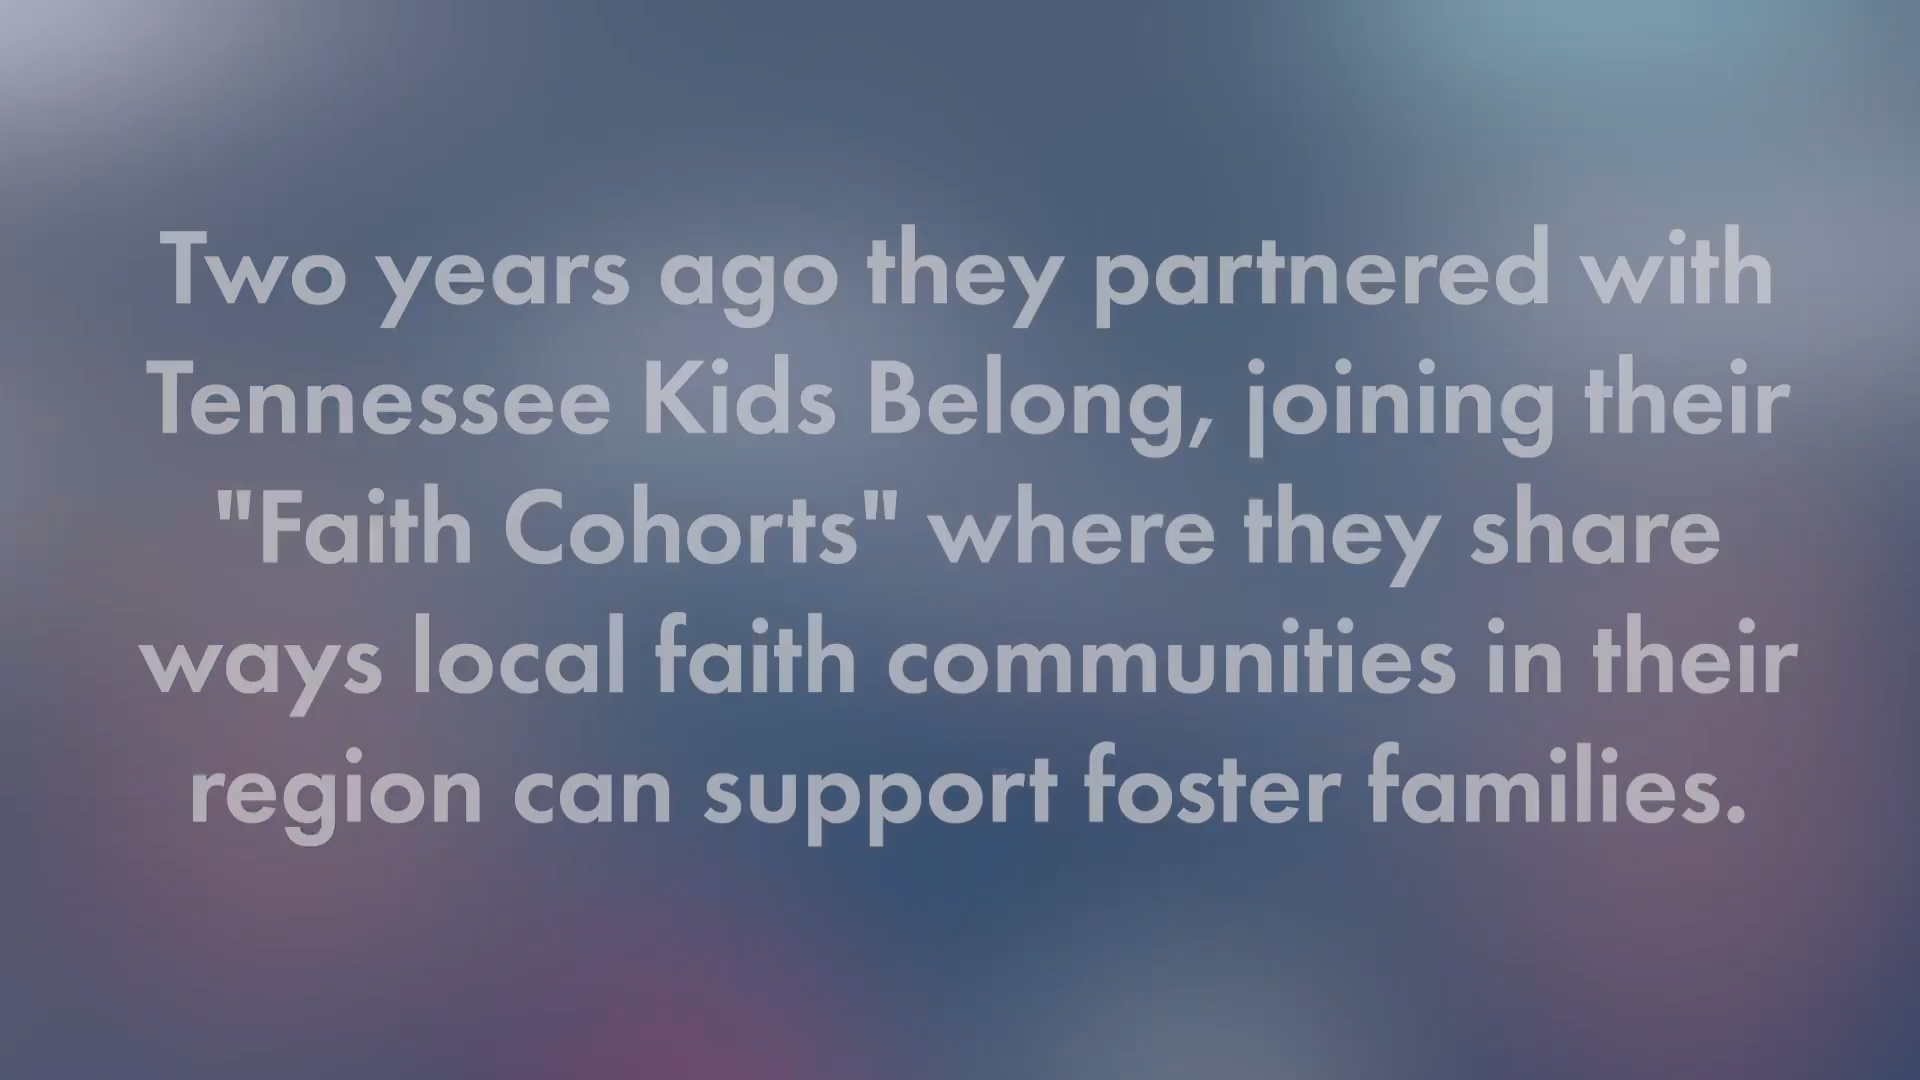 Two years ago they partnered with
Tennessee Kids Belong, joining their
"Faith Cohorts" where they share
ways local faith communities in their
region can support foster families.